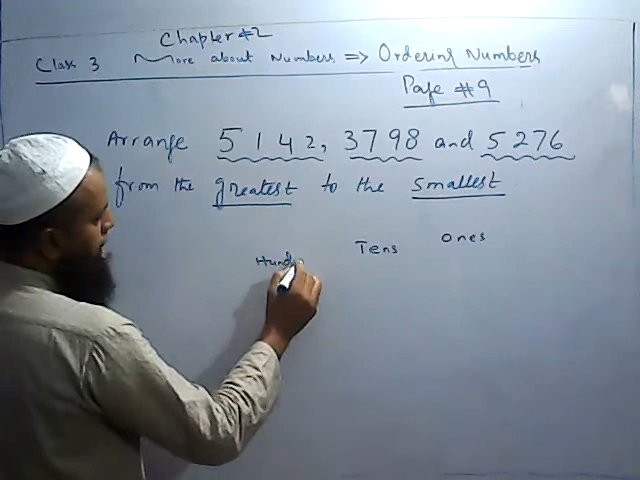 Chapter #2
Class 3 More about Numbers => Ordering Numbers
Page #9
Arrange 5142, 3798 and 5276
from the greatest to the smallest
Hund Tens Ones